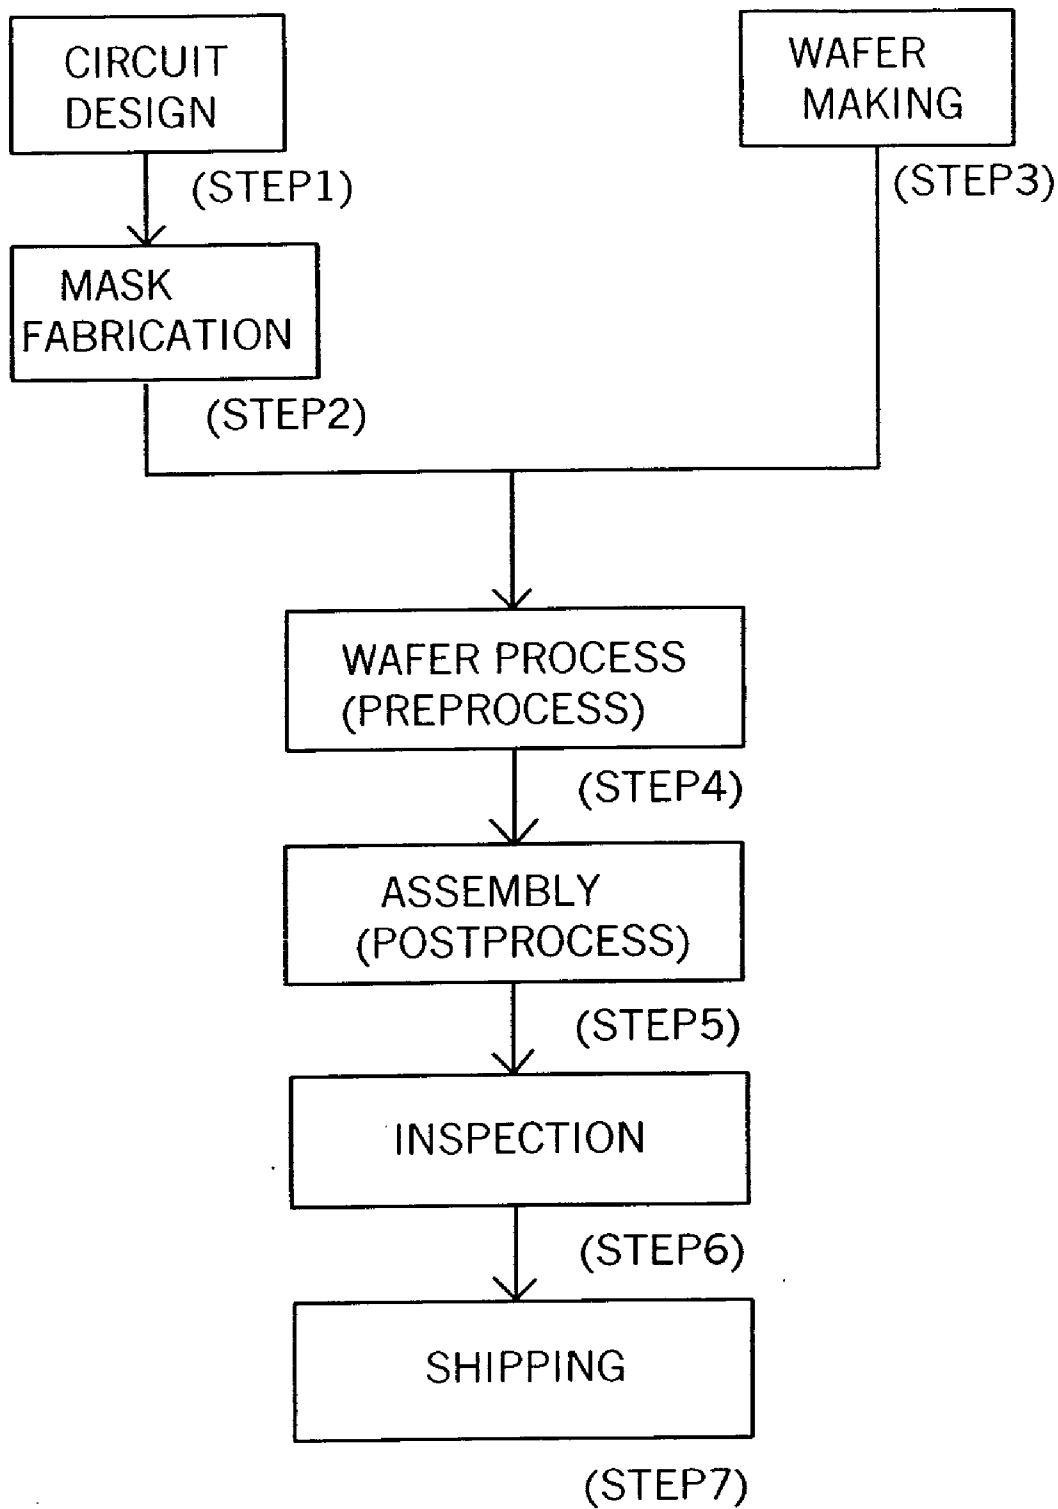 CIRCUIT
DESIGN
(STEP1)
MASK
FABRICATION
(STEP2)
WAFER
MAKING
(STEP3)
WAFER PROCESS
(PREPROCESS)
(STEP4)
ASSEMBLY
(POSTPROCESS)
(STEP5)
INSPECTION
(STEP6)
SHIPPING
(STEP7)